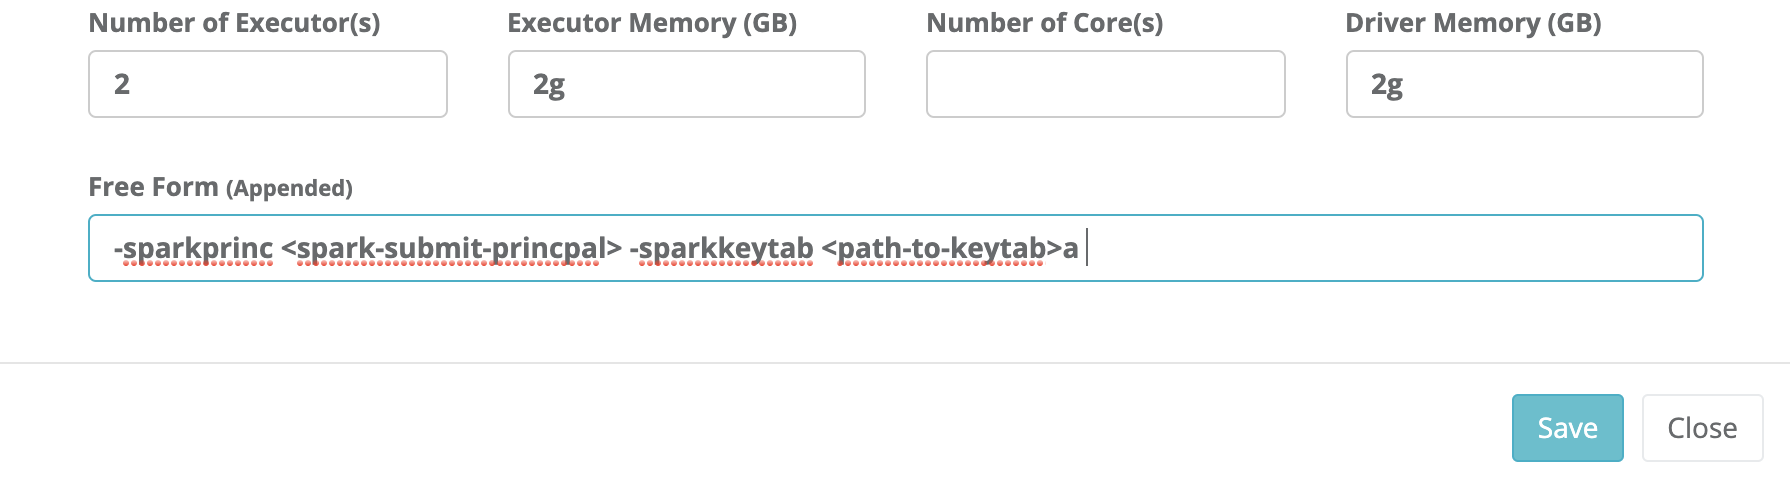 Number of Executor(s) Executor Memory (GB) Number of Core(s) Driver Memory (GB)
2 2g 2g
Free Form (Appended)
-sparkprinc <spark-submit-princpal> -sparkkeytab <path-to-keytab>a
Save Close